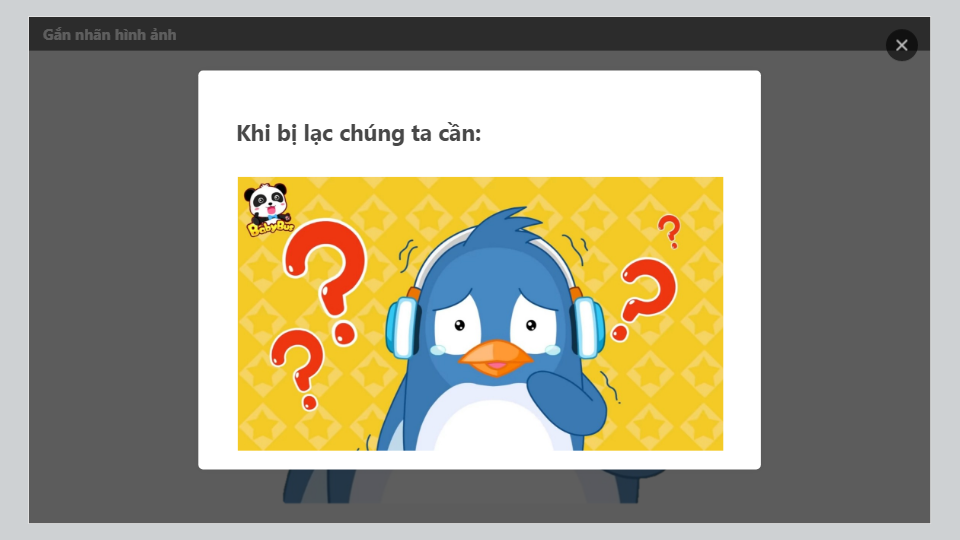 Gắn nhãn hình ảnh
Khi bị lạc chúng ta cần:
BabyBus
? ? ? ?